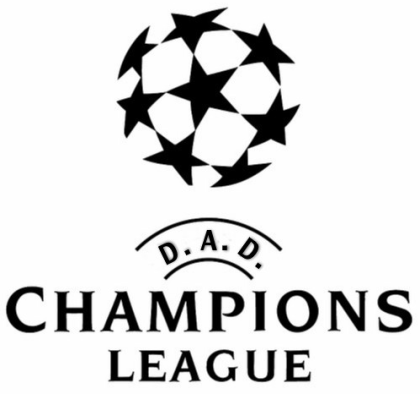 D. A. D.
CHAMPIONS
LEAGUE